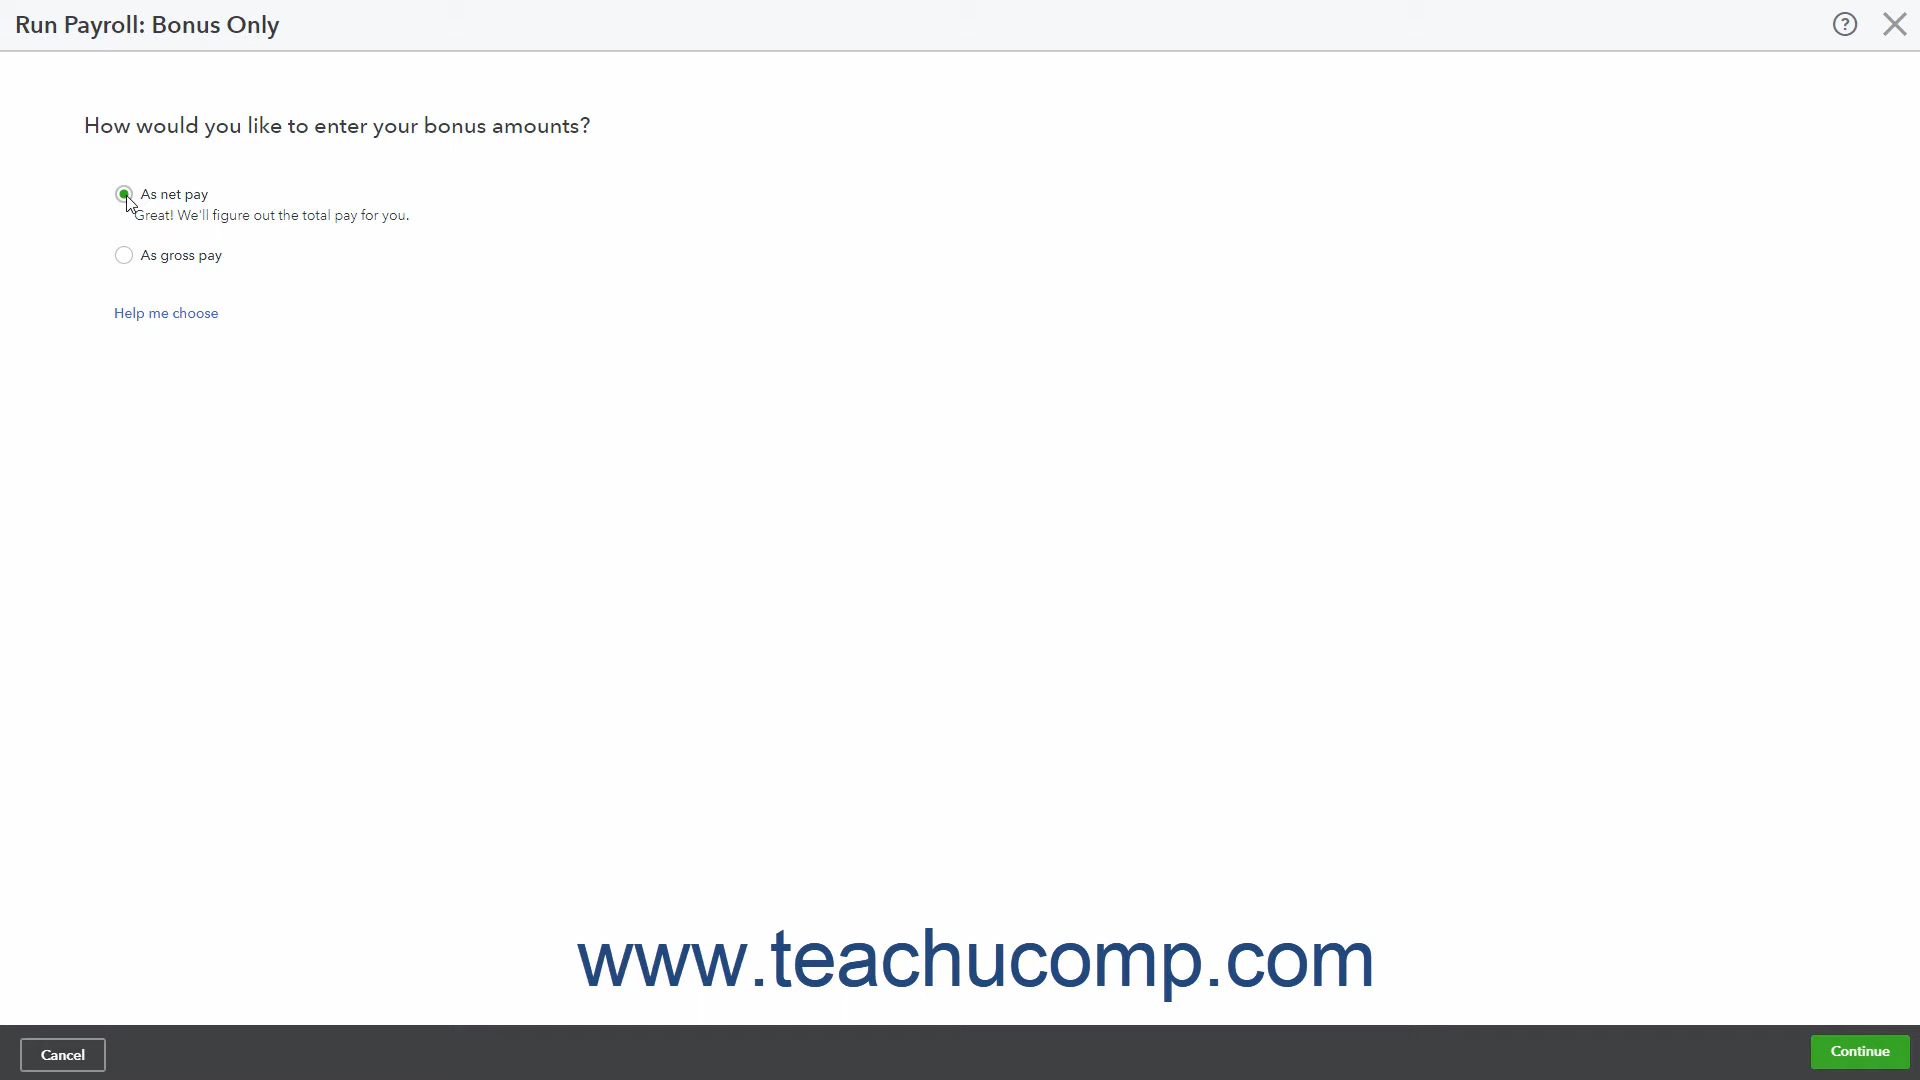 Run Payroll: Bonus Only
How would you like to enter your bonus amounts?
As net pay
Great! We'll figure out the total pay for you.
As gross pay
Help me choose
www.teachucomp.com
Cancel
Continue